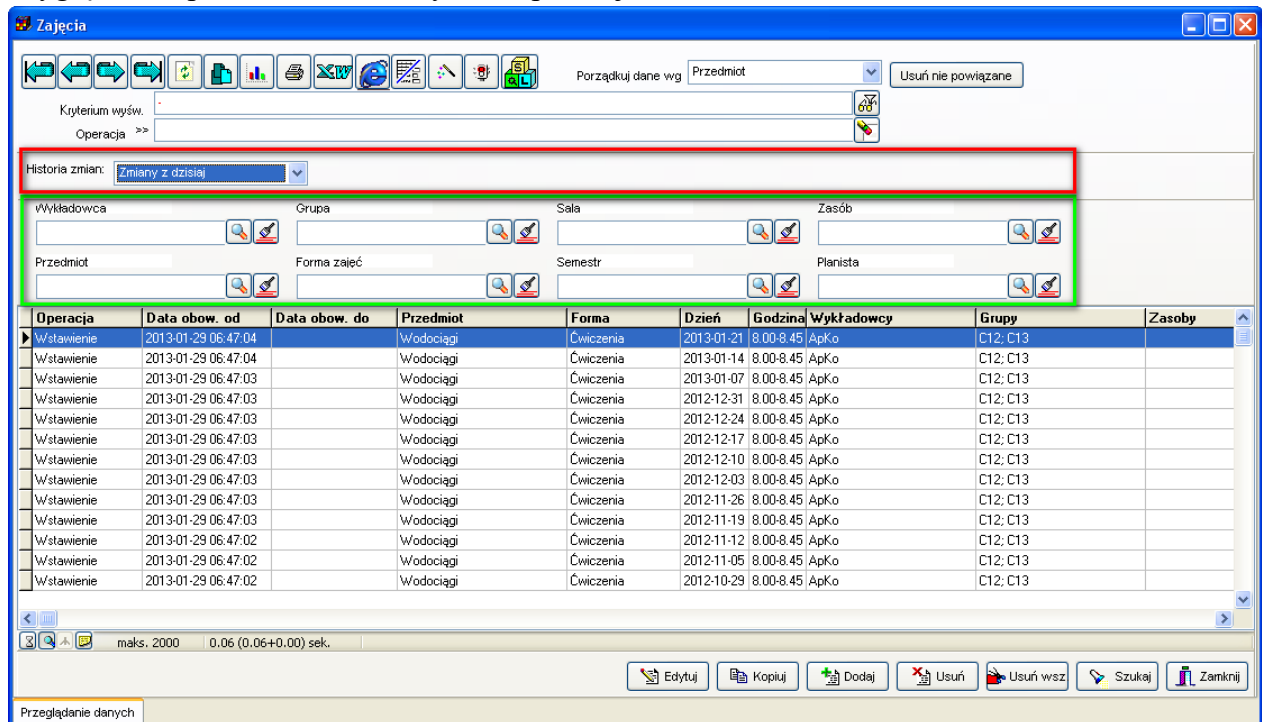 Zajęcia
Porządkuj dane wg Przedmiot Usuń nie powiązane
Kryterium wyśw. -
Operacja >>
Historia zmian: Zmiany z dzisiaj
Wykładowca Grupa Sala Zasób
Przedmiot Forma zajęć Semestr Planista
Operacja Data obow. od Data obow. do Przedmiot Forma Dzień Godzina Wykładowcy Grupy Zasoby
Wstawienie 2013-01-29 06:47:04 Wodociągi Ćwiczenia 2013-01-21 8.00-8.45 ApKo C12; C13
Wstawienie 2013-01-29 06:47:04 Wodociągi Ćwiczenia 2013-01-14 8.00-8.45 ApKo C12; C13
Wstawienie 2013-01-29 06:47:03 Wodociągi Ćwiczenia 2013-01-07 8.00-8.45 ApKo C12; C13
Wstawienie 2013-01-29 06:47:03 Wodociągi Ćwiczenia 2012-12-31 8.00-8.45 ApKo C12; C13
Wstawienie 2013-01-29 06:47:03 Wodociągi Ćwiczenia 2012-12-24 8.00-8.45 ApKo C12; C13
Wstawienie 2013-01-29 06:47:03 Wodociągi Ćwiczenia 2012-12-17 8.00-8.45 ApKo C12; C13
Wstawienie 2013-01-29 06:47:03 Wodociągi Ćwiczenia 2012-12-10 8.00-8.45 ApKo C12; C13
Wstawienie 2013-01-29 06:47:03 Wodociągi Ćwiczenia 2012-12-03 8.00-8.45 ApKo C12; C13
Wstawienie 2013-01-29 06:47:03 Wodociągi Ćwiczenia 2012-11-26 8.00-8.45 ApKo C12; C13
Wstawienie 2013-01-29 06:47:03 Wodociągi Ćwiczenia 2012-11-19 8.00-8.45 ApKo C12; C13
Wstawienie 2013-01-29 06:47:02 Wodociągi Ćwiczenia 2012-11-12 8.00-8.45 ApKo C12; C13
Wstawienie 2013-01-29 06:47:02 Wodociągi Ćwiczenia 2012-11-05 8.00-8.45 ApKo C12; C13
Wstawienie 2013-01-29 06:47:02 Wodociągi Ćwiczenia 2012-10-29 8.00-8.45 ApKo C12; C13
maks. 2000 0.06 (0.06+0.00) sek.
Edytuj Kopiuj Dodaj Usuń Usuń wsz Szukaj Zamknij
Przeglądanie danych